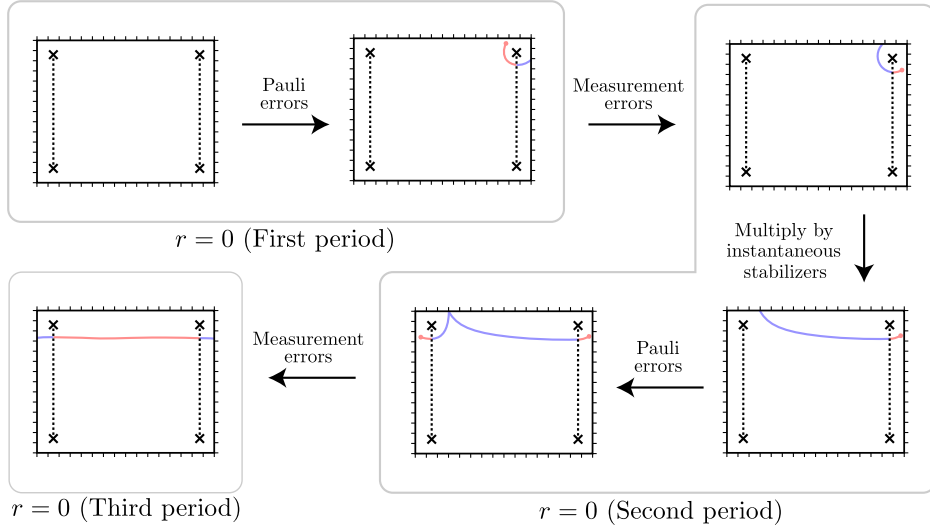 Pauli
errors
Measurement
errors
r = 0 (First period)
Multiply by
instantaneous
stabilizers
Measurement
errors
Pauli
errors
r = 0 (Third period)
r = 0 (Second period)